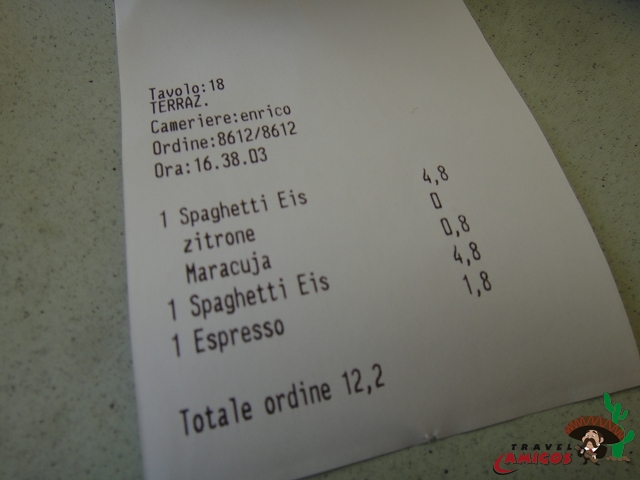 Tavolo:18
TERRAZ.
Cameriere:enrico
Ordine:8612/8612
Ora:16.38.03
1 Spaghetti Eis 4,8
zitrone 0
Maracuja 0,8
1 Spaghetti Eis 4,8
1 Espresso 1,8
Totale ordine 12,2
TRAVEL
CAMIGOS